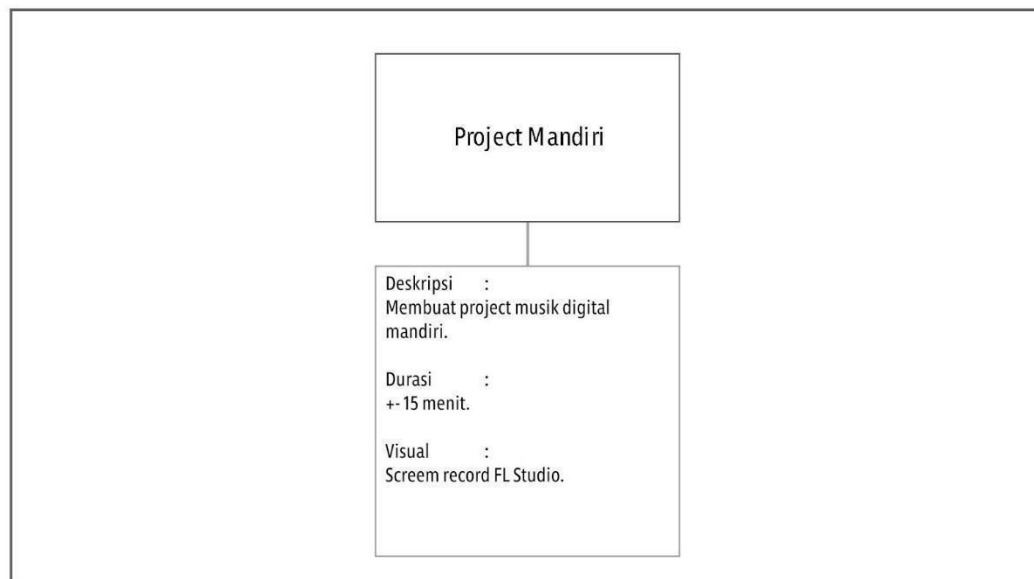 Project Mandiri
Deskripsi :
Membuat project musik digital
mandiri.
Durasi :
+- 15 menit.
Visual :
Screem record FL Studio.